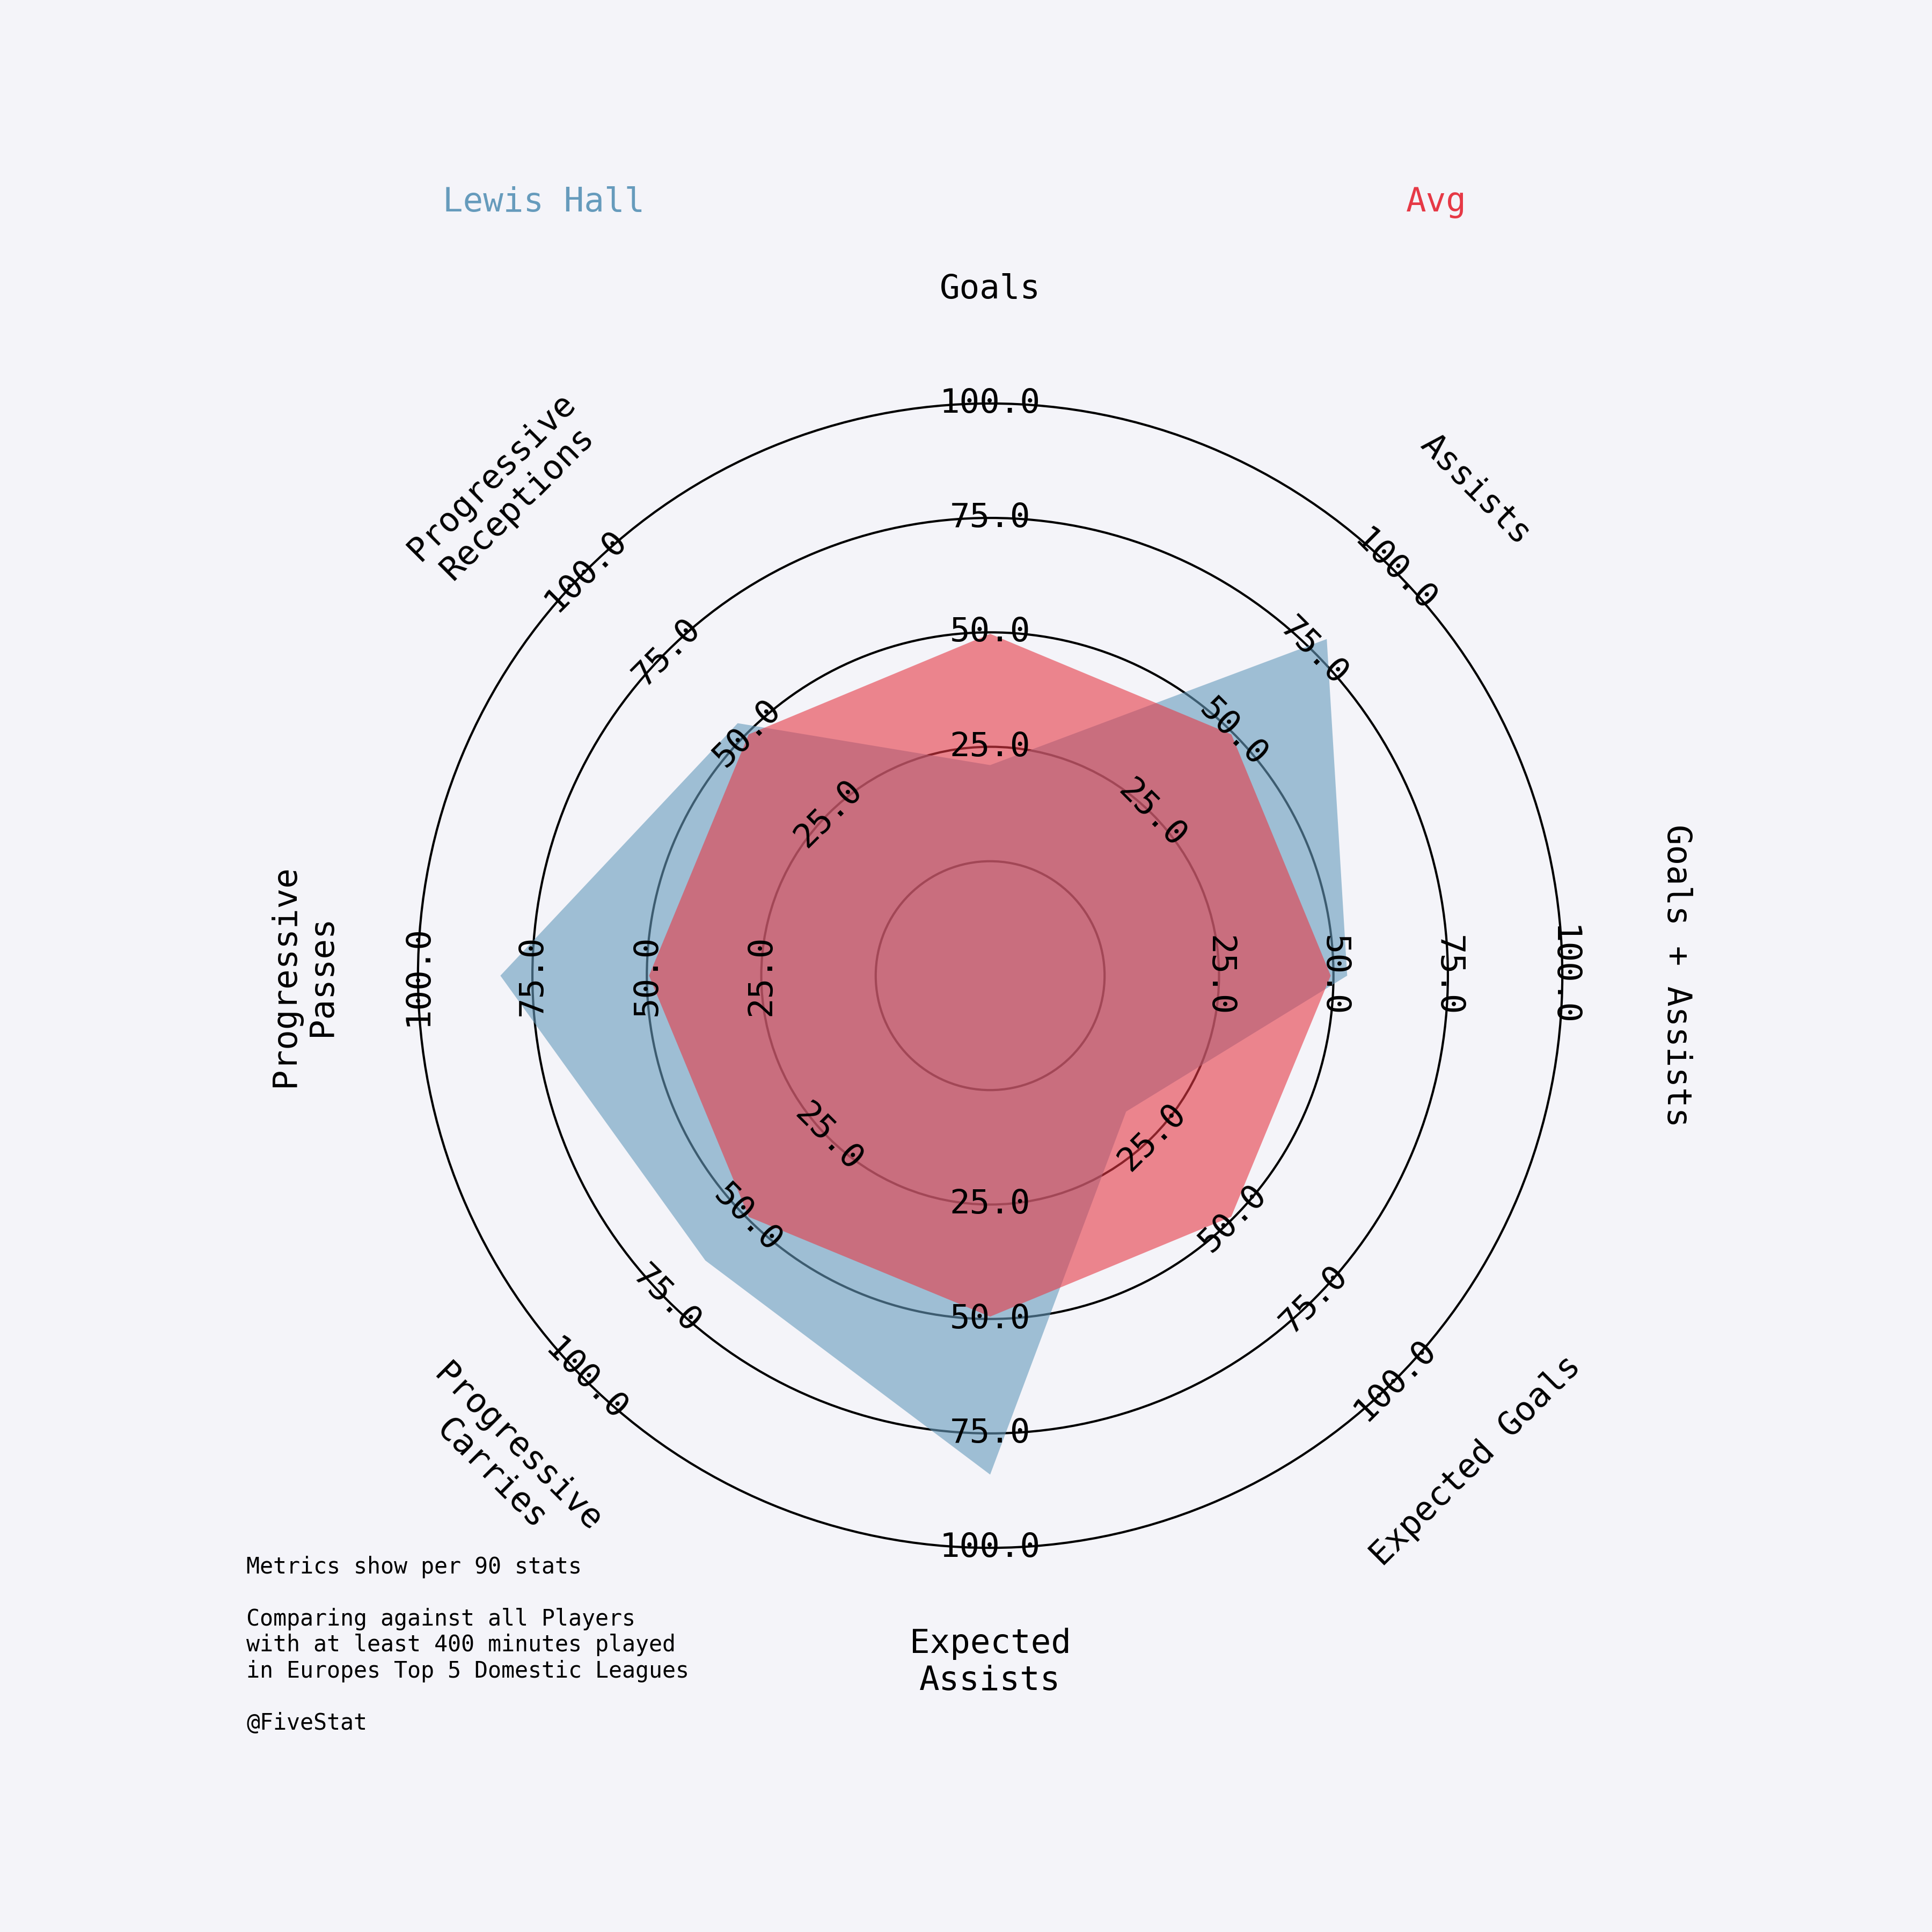 Lewis Hall
Avg
Goals
Assists
Goals + Assists
Expected Goals
Expected
Assists
Progressive
Carries
Progressive
Passes
Progressive
Receptions
25.0
50.0
75.0
100.0
25.0
50.0
75.0
100.0
25.0
50.0
75.0
100.0
25.0
50.0
75.0
100.0
25.0
50.0
75.0
100.0
25.0
50.0
75.0
100.0
25.0
50.0
75.0
100.0
25.0
50.0
75.0
100.0
Metrics show per 90 stats
Comparing against all Players
with at least 400 minutes played
in Europes Top 5 Domestic Leagues
@FiveStat